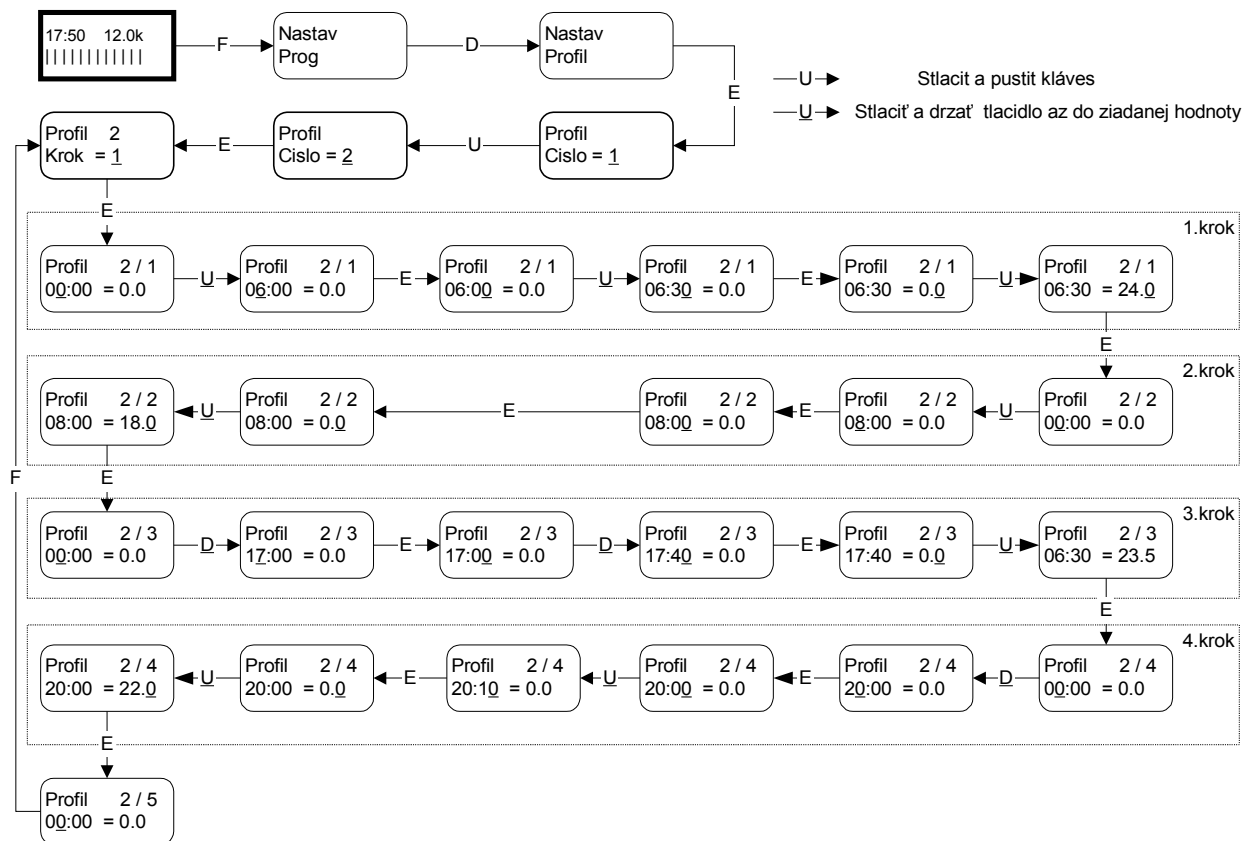 17:50 12.0k
||||||||||||
F
Nastav
Prog
D
Nastav
Profil
E
U Stlacit a pustit kláves
U Stlaciť a drzať tlacidlo az do ziadanej hodnoty
Profil 2
Krok = 1
E
Profil
Cislo = 2
U
Profil
Cislo = 1
E
1.krok
Profil 2 / 1
00:00 = 0.0
U
Profil 2 / 1
06:00 = 0.0
E
Profil 2 / 1
06:00 = 0.0
U
Profil 2 / 1
06:30 = 0.0
E
Profil 2 / 1
06:30 = 0.0
U
Profil 2 / 1
06:30 = 24.0
E
2.krok
Profil 2 / 2
08:00 = 18.0
U
Profil 2 / 2
08:00 = 0.0
E
Profil 2 / 2
08:00 = 0.0
E
Profil 2 / 2
08:00 = 0.0
U
Profil 2 / 2
00:00 = 0.0
F
E
3.krok
Profil 2 / 3
00:00 = 0.0
D
Profil 2 / 3
17:00 = 0.0
E
Profil 2 / 3
17:00 = 0.0
D
Profil 2 / 3
17:40 = 0.0
E
Profil 2 / 3
17:40 = 0.0
U
Profil 2 / 3
06:30 = 23.5
E
4.krok
Profil 2 / 4
20:00 = 22.0
U
Profil 2 / 4
20:00 = 0.0
E
Profil 2 / 4
20:10 = 0.0
U
Profil 2 / 4
20:00 = 0.0
E
Profil 2 / 4
20:00 = 0.0
D
Profil 2 / 4
00:00 = 0.0
E
Profil 2 / 5
00:00 = 0.0